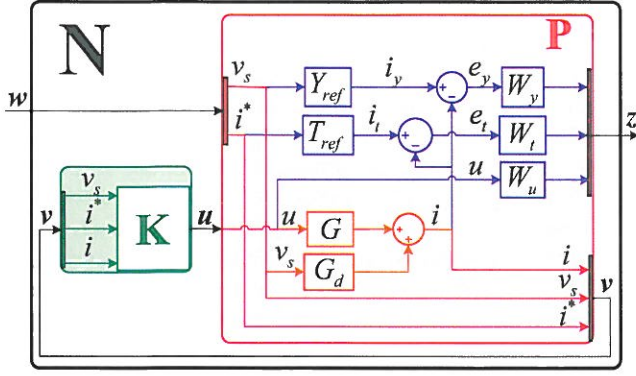 N
P
w
v_s
Y_ref
i_y
e_y
W_y
i*
T_ref
i_t
e_t
W_t
z
u
W_u
v_s
i*
i
v
K
u
u
G
i
v_s
G_d
i
v_s
v
i*